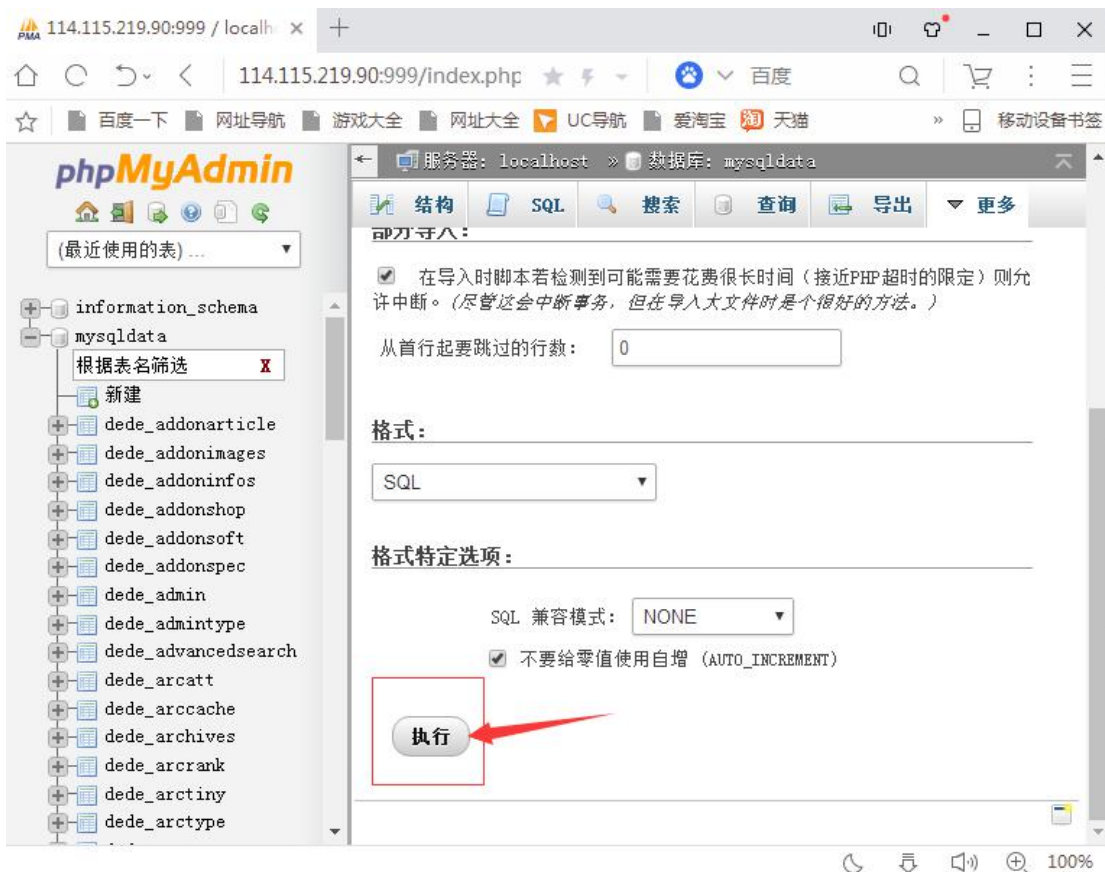 114.115.219.90:999 / localh
114.115.219.90:999/index.php
百度
百度一下 网址导航 游戏大全 网址大全 UC导航 爱淘宝 淘 天猫 » 移动设备书签
phpMyAdmin
(最近使用的表) ...
information_schema
mysqldata
根据表名筛选 X
新建
dede_addonarticle
dede_addonimages
dede_addoninfos
dede_addonshop
dede_addonsoft
dede_addonspec
dede_admin
dede_admintype
dede_advancedsearch
dede_arcatt
dede_arccache
dede_archives
dede_arcrank
dede_arctiny
dede_arctype
服务器: localhost » 数据库: mysqldata
结构 SQL 搜索 查询 导出 更多
部分导入:
在导入时脚本若检测到可能需要花费很长时间(接近PHP超时的限定)则允
许中断。(尽管这会中断事务，但在导入大文件时是个很好的方法。)
从首行起要跳过的行数: 0
格式:
SQL
格式特定选项:
SQL 兼容模式: NONE
不要给零值使用自增 (AUTO_INCREMENT)
执行
100%